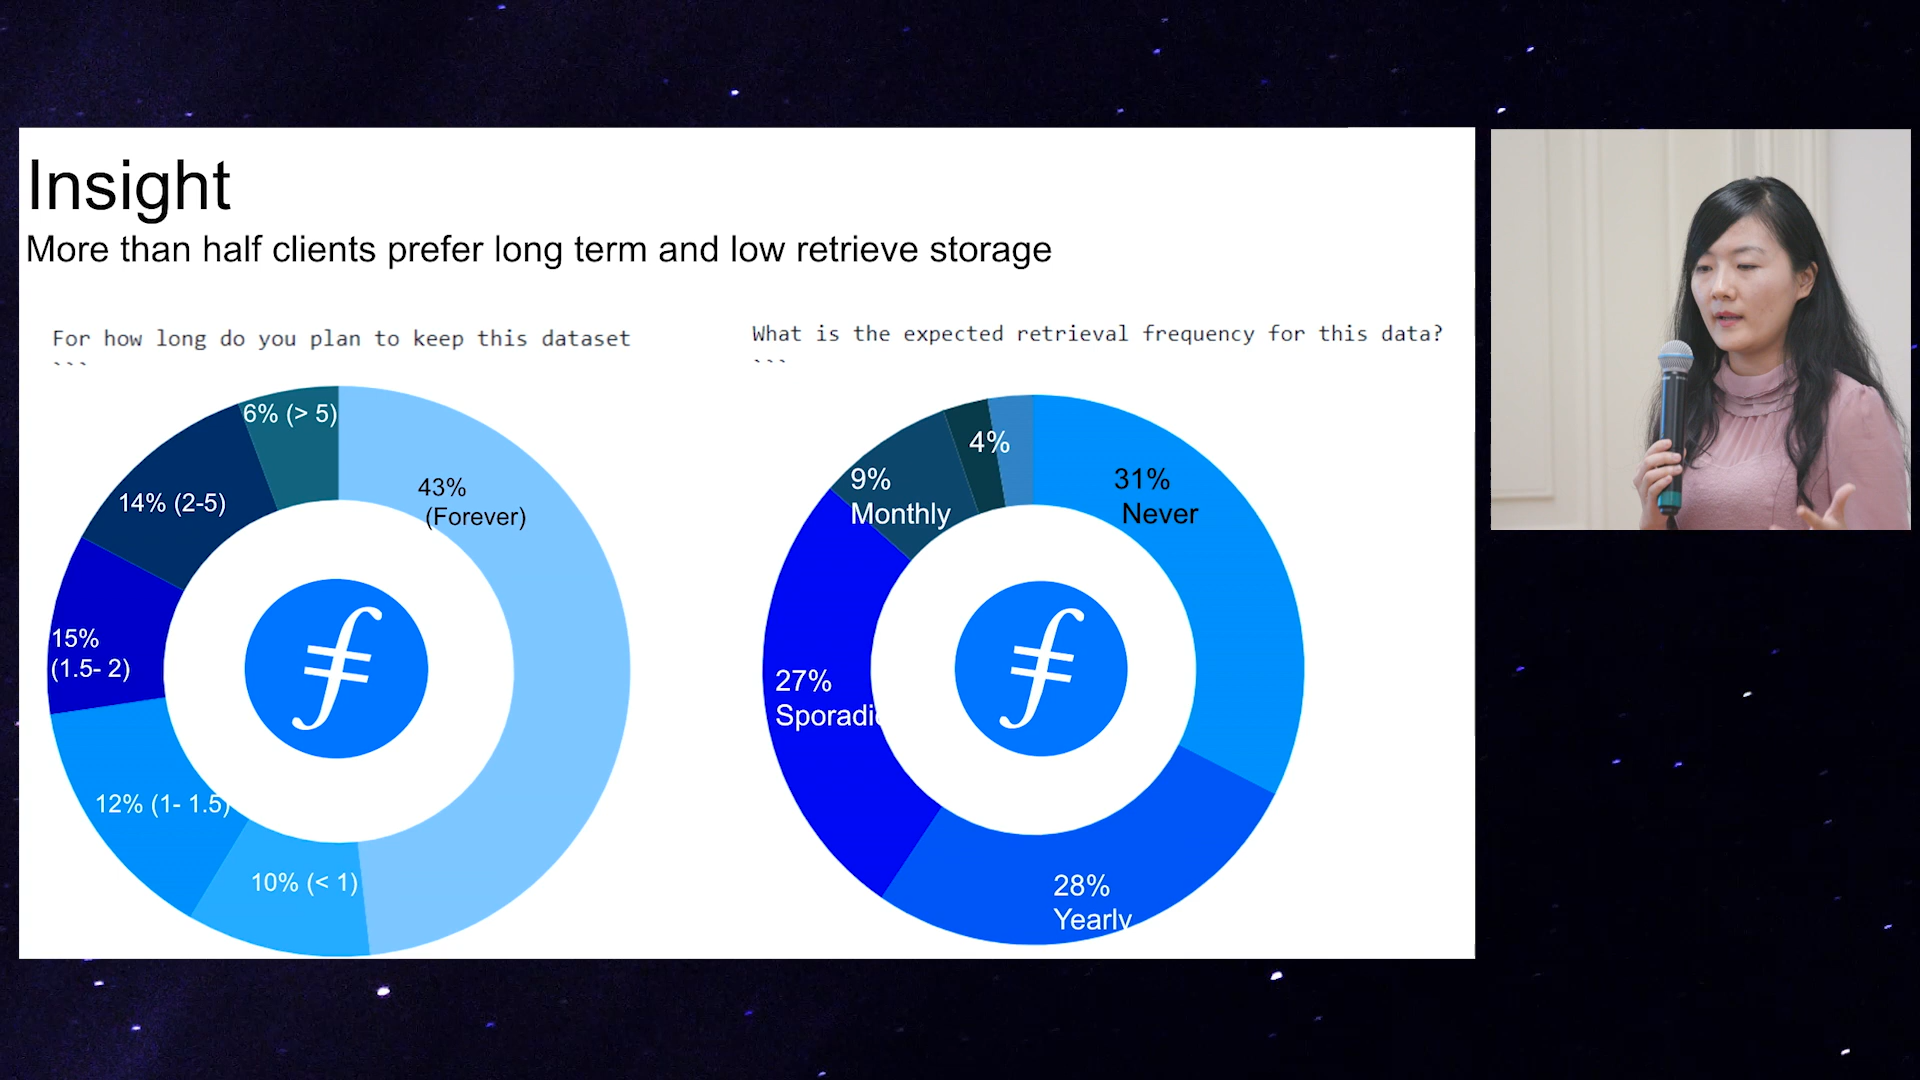 Insight
More than half clients prefer long term and low retrieve storage
For how long do you plan to keep this dataset
```
What is the expected retrieval frequency for this data?
```
6% (> 5)
43%
(Forever)
14% (2-5)
15%
(1.5- 2)
12% (1- 1.5)
10% (< 1)
4%
9%
Monthly
31%
Never
27%
Sporadic
28%
Yearly